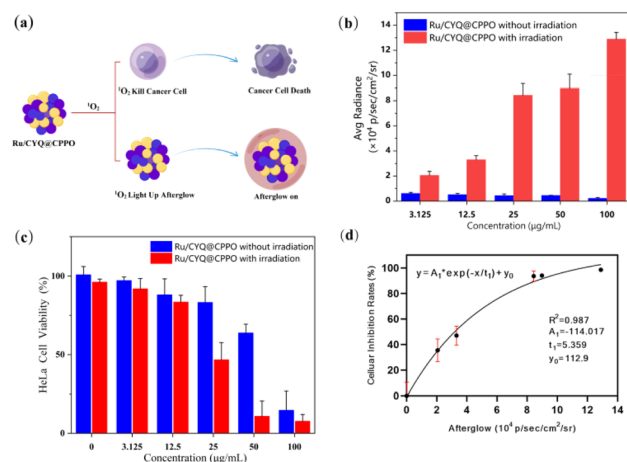 (a)
Ru/CYQ@CPPO
¹O₂
¹O₂ Kill Cancer Cell
Cancer Cell Death
¹O₂ Light Up Afterglow
Afterglow on
(b)
Ru/CYQ@CPPO without irradiation
Ru/CYQ@CPPO with irradiation
Avg Radiance
(×10⁴ p/sec/cm²/sr)
14
12
10
8
6
4
2
0
3.125 12.5 25 50 100
Concentration (μg/mL)
(c)
Ru/CYQ@CPPO without irradiation
Ru/CYQ@CPPO with irradiation
HeLa Cell Viability (%)
100
50
0
0 3.125 12.5 25 50 100
Concentration (μg/mL)
(d)
y=A₁*exp(-x/t₁)+y₀
R²=0.987
A₁=-114.017
t₁=5.359
y₀=112.9
Celluar Inhibition Rates (%)
100
80
60
40
20
0
0 2 4 6 8 10 12 14
Afterglow (10⁴ p/sec/cm²/sr)